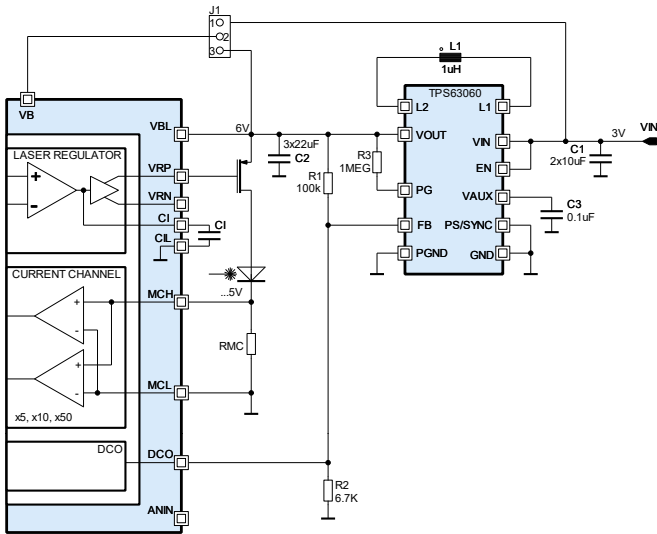 J1
1
2
3
L1
1uH
TPS63060
VB
VBL
6V
3x22uF
C2
L2
L1
VOUT
VIN
3V
VIN
C1
2x10uF
LASER REGULATOR
+
-
VRP
VRN
CI
CIL
CI
R1
100k
R3
1MEG
EN
PG
VAUX
C3
0.1uF
FB
PS/SYNC
PGND
GND
CURRENT CHANNEL
+
-
+
-
x5, x10, x50
MCH
...5V
RMC
MCL
DCO
DCO
R2
6.7K
ANIN